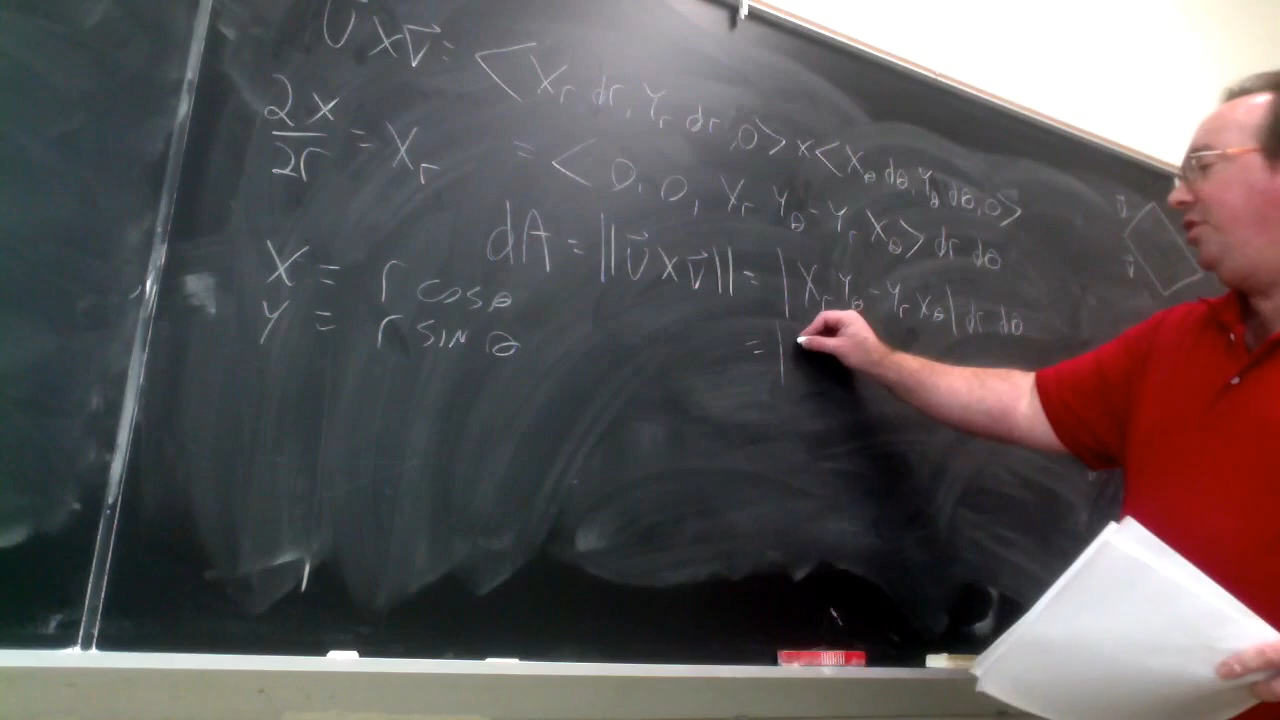 U⃗ x V⃗ = < X_r dr, Y_r dr, 0 > x < X_θ dθ, Y_θ dθ, 0 >
∂x/∂r = X_r
= < 0, 0, X_r Y_θ - Y_r X_θ > dr dθ
dA = ||U⃗ x V⃗|| = | X_r Y_θ - Y_r X_θ | dr dθ
X = r cosθ
Y = r sin θ
= |
U⃗
V⃗